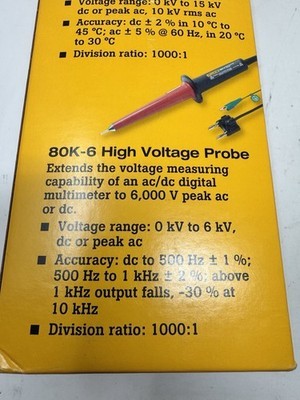 ■ Voltage range: 0 kV to 15 kV
dc or peak ac, 10 kV rms ac
■ Accuracy: dc ± 2 % in 10 °C to
45 °C; ac ± 5 % @ 60 Hz, in 20 °C
to 30 °C
■ Division ratio: 1000:1
80K-6 High Voltage Probe
Extends the voltage measuring
capability of an ac/dc digital
multimeter to 6,000 V peak ac
or dc.
■ Voltage range: 0 kV to 6 kV,
dc or peak ac
■ Accuracy: dc to 500 Hz ± 1 %;
500 Hz to 1 kHz ± 2 %; above
1 kHz output falls, -30 % at
10 kHz
■ Division ratio: 1000:1